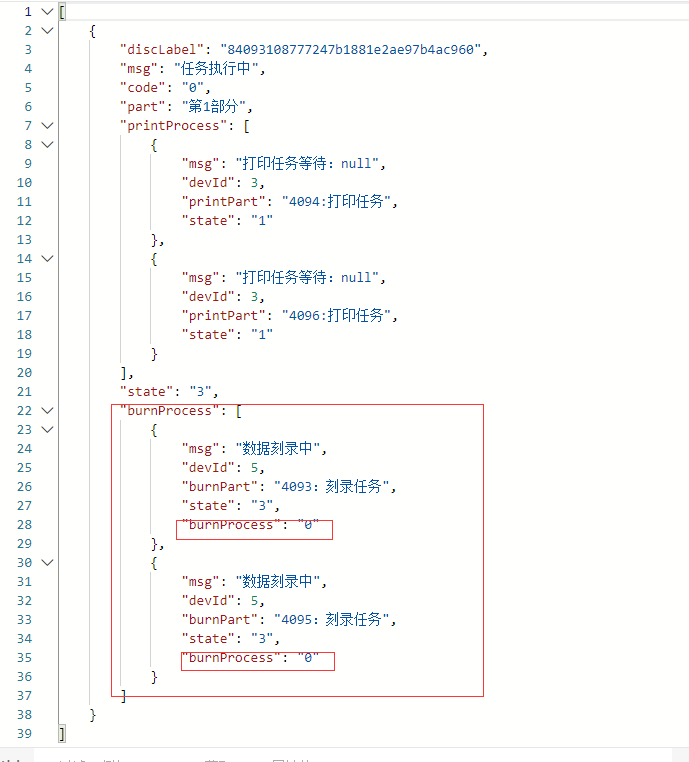 1 [
2 {
3 "discLabel": "84093108777247b1881e2ae97b4ac960",
4 "msg": "任务执行中",
5 "code": "0",
6 "part": "第1部分",
7 "printProcess": [
8 {
9 "msg": "打印任务等待：null",
10 "devId": 3,
11 "printPart": "4094:打印任务",
12 "state": "1"
13 },
14 {
15 "msg": "打印任务等待：null",
16 "devId": 3,
17 "printPart": "4096:打印任务",
18 "state": "1"
19 }
20 ],
21 "state": "3",
22 "burnProcess": [
23 {
24 "msg": "数据刻录中",
25 "devId": 5,
26 "burnPart": "4093：刻录任务",
27 "state": "3",
28 "burnProcess": "0"
29 },
30 {
31 "msg": "数据刻录中",
32 "devId": 5,
33 "burnPart": "4095：刻录任务",
34 "state": "3",
35 "burnProcess": "0"
36 }
37 ]
38 }
39 ]